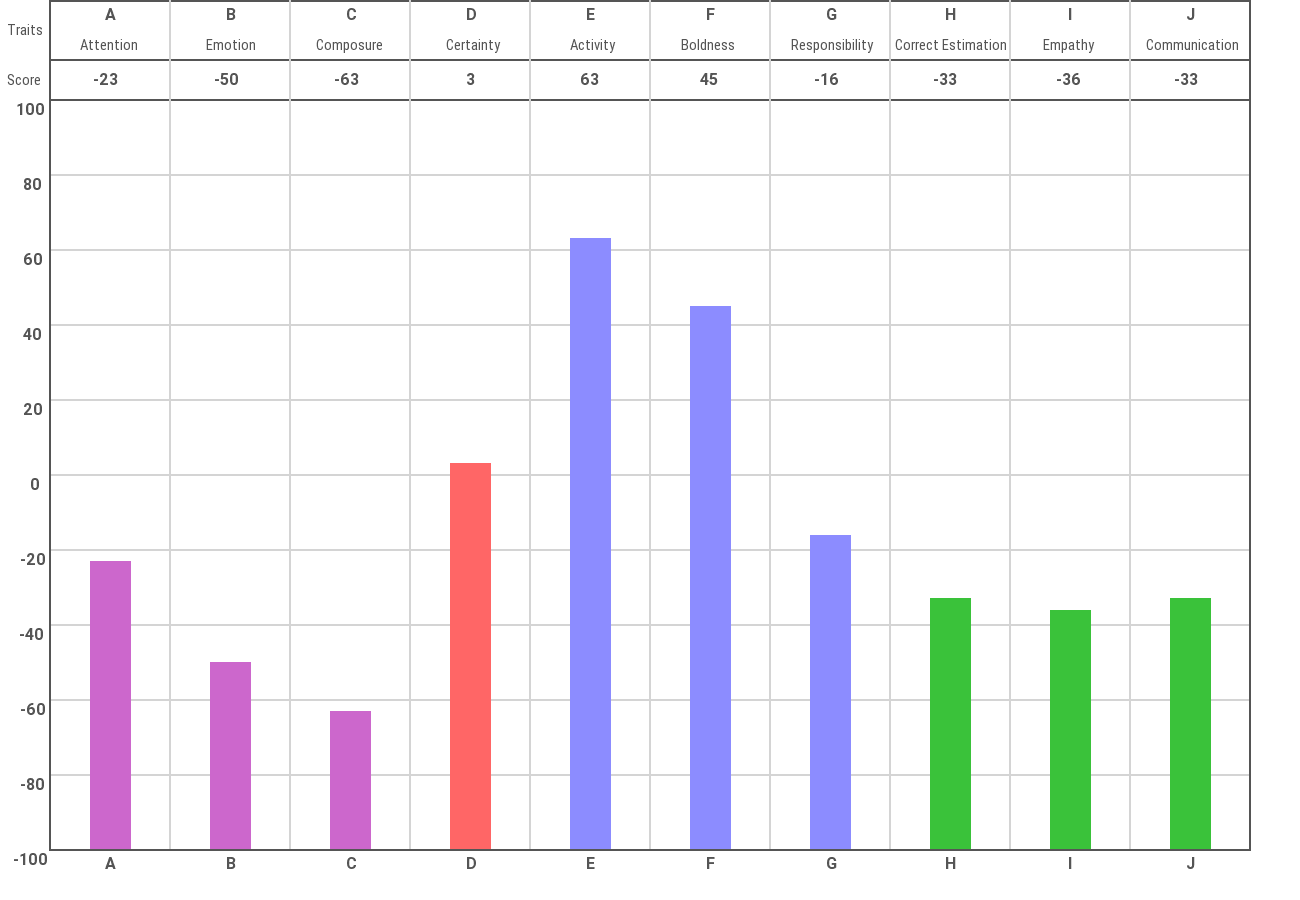 Traits A B C D E F G H I J
Attention Emotion Composure Certainty Activity Boldness Responsibility Correct Estimation Empathy Communication
Score -23 -50 -63 3 63 45 -16 -33 -36 -33
100
80
60
40
20
0
-20
-40
-60
-80
-100
A B C D E F G H I J